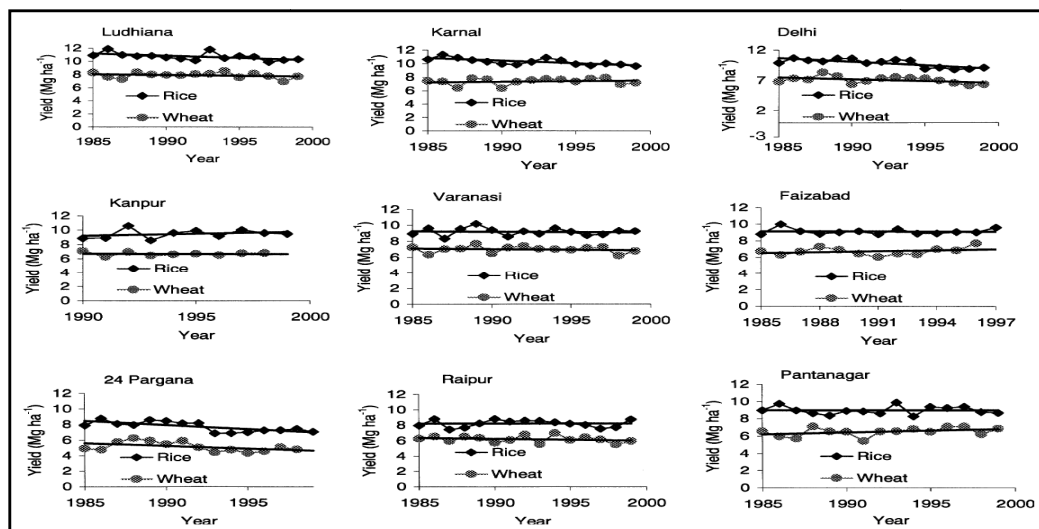 Ludhiana
Yield (Mg ha-1)
12
10
8
6
4
2
0
Rice
Wheat
1985 1990 1995 2000
Year
Karnal
Yield (Mg ha-1)
12
10
8
6
4
2
0
Rice
Wheat
1985 1990 1995 2000
Year
Delhi
Yield (Mg ha-1)
12
7
2
-3
Rice
Wheat
1985 1990 1995 2000
Year
Kanpur
Yield (Mg ha-1)
12
10
8
6
4
2
0
Rice
Wheat
1990 1995 2000
Year
Varanasi
Yield (Mg ha-1)
12
10
8
6
4
2
0
Rice
Wheat
1985 1990 1995 2000
Year
Faizabad
Yield (Mg ha-1)
12
10
8
6
4
2
0
Rice
Wheat
1985 1988 1991 1994 1997
Year
24 Pargana
Yield (Mg ha-1)
12
10
8
6
4
2
0
Rice
Wheat
1985 1990 1995
Year
Raipur
Yield (Mg ha-1)
12
10
8
6
4
2
0
Rice
Wheat
1985 1990 1995 2000
Year
Pantanagar
Yield (Mg ha-1)
12
10
8
6
4
2
0
Rice
Wheat
1985 1990 1995 2000
Year